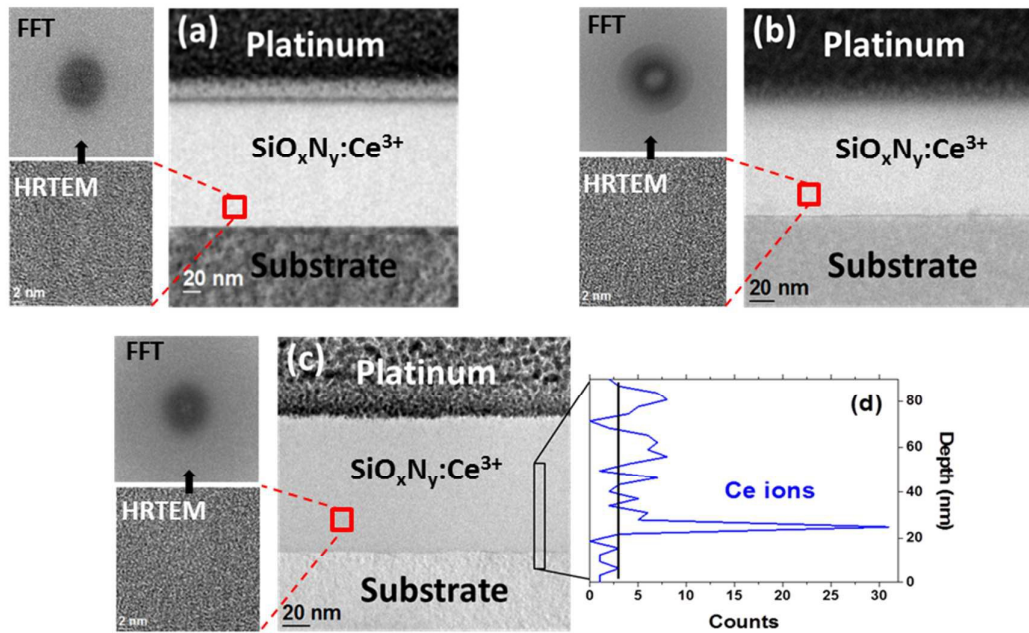 FFT
(a)
Platinum
SiOxNy:Ce3+
HRTEM
2 nm
Substrate
20 nm
FFT
(b)
Platinum
SiOxNy:Ce3+
HRTEM
2 nm
Substrate
20 nm
FFT
(c)
Platinum
SiOxNy:Ce3+
HRTEM
2 nm
Substrate
20 nm
(d)
Ce ions
80
60
40
20
0
Depth (nm)
0 5 10 15 20 25 30
Counts